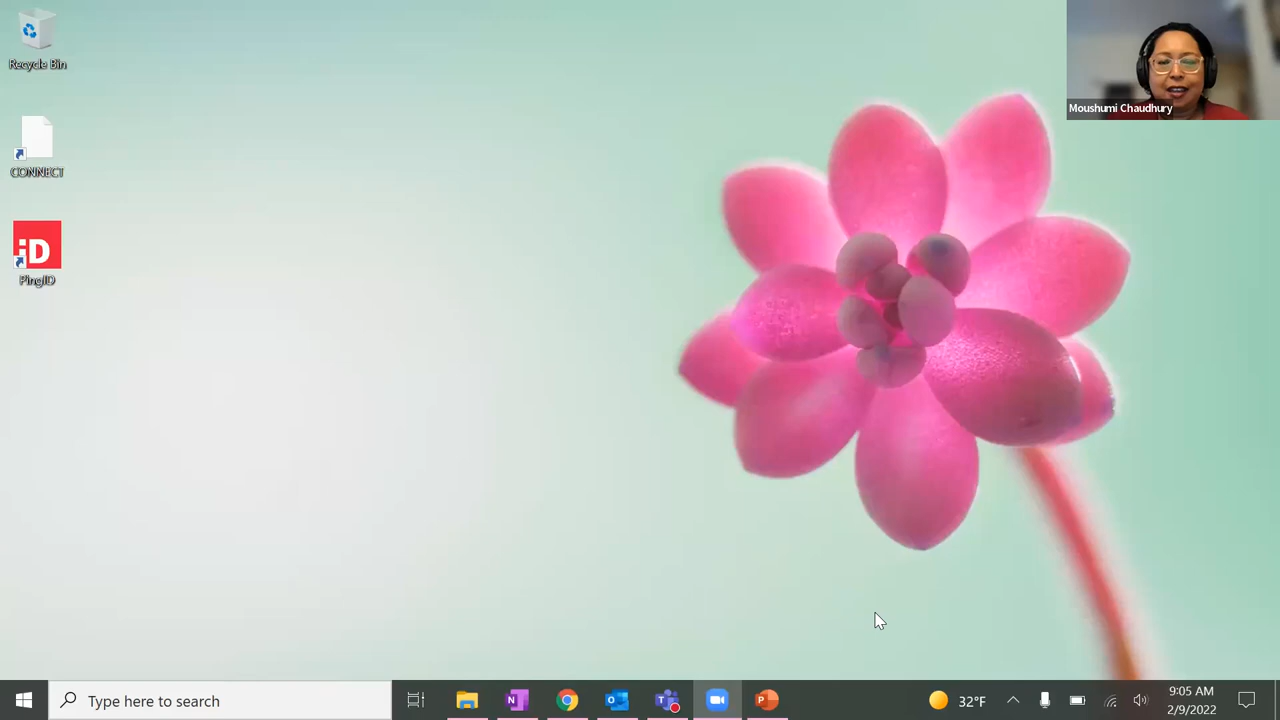 Recycle Bin
CONNECT
iD
PingID
Moushumi Chaudhury
Type here to search
N
O
T
P
32°F
9:05 AM
2/9/2022